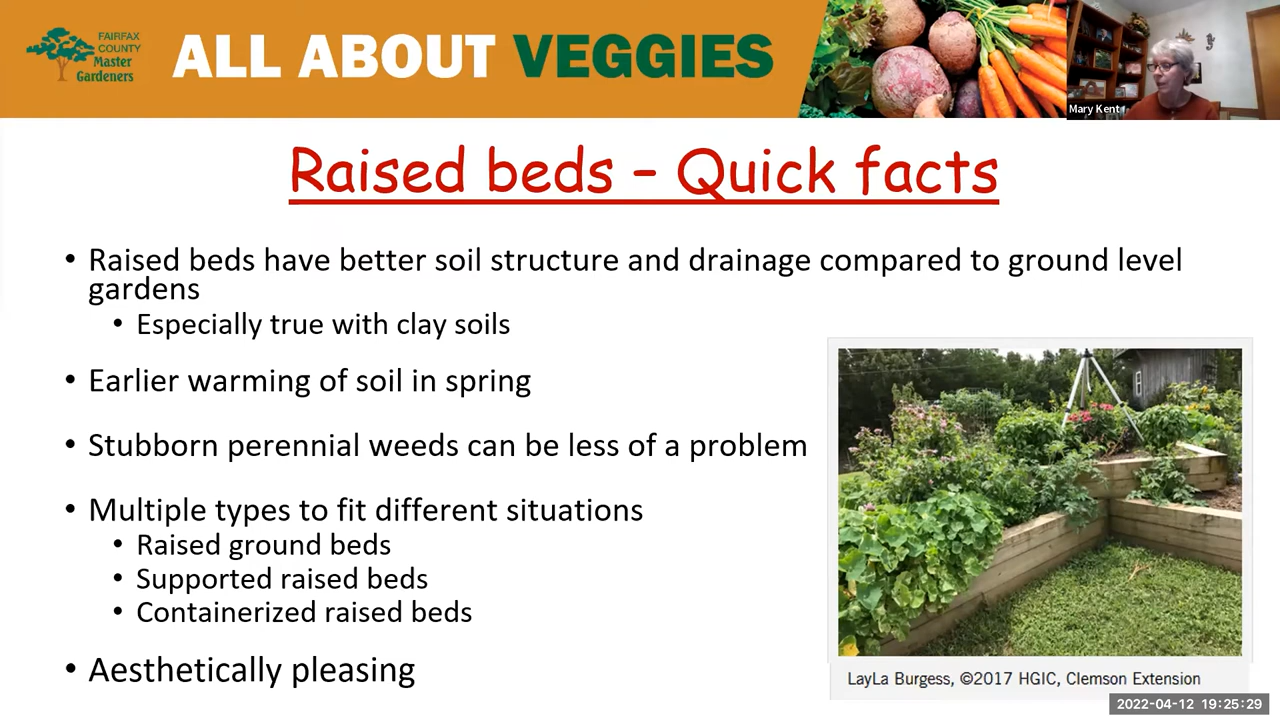 FAIRFAX
COUNTY
Master
Gardeners
ALL ABOUT VEGGIES
Mary Kent
Raised beds – Quick facts
• Raised beds have better soil structure and drainage compared to ground level
gardens
• Especially true with clay soils
• Earlier warming of soil in spring
• Stubborn perennial weeds can be less of a problem
• Multiple types to fit different situations
• Raised ground beds
• Supported raised beds
• Containerized raised beds
• Aesthetically pleasing
LayLa Burgess, ©2017 HGIC, Clemson Extension
2022-04-12 19:25:29